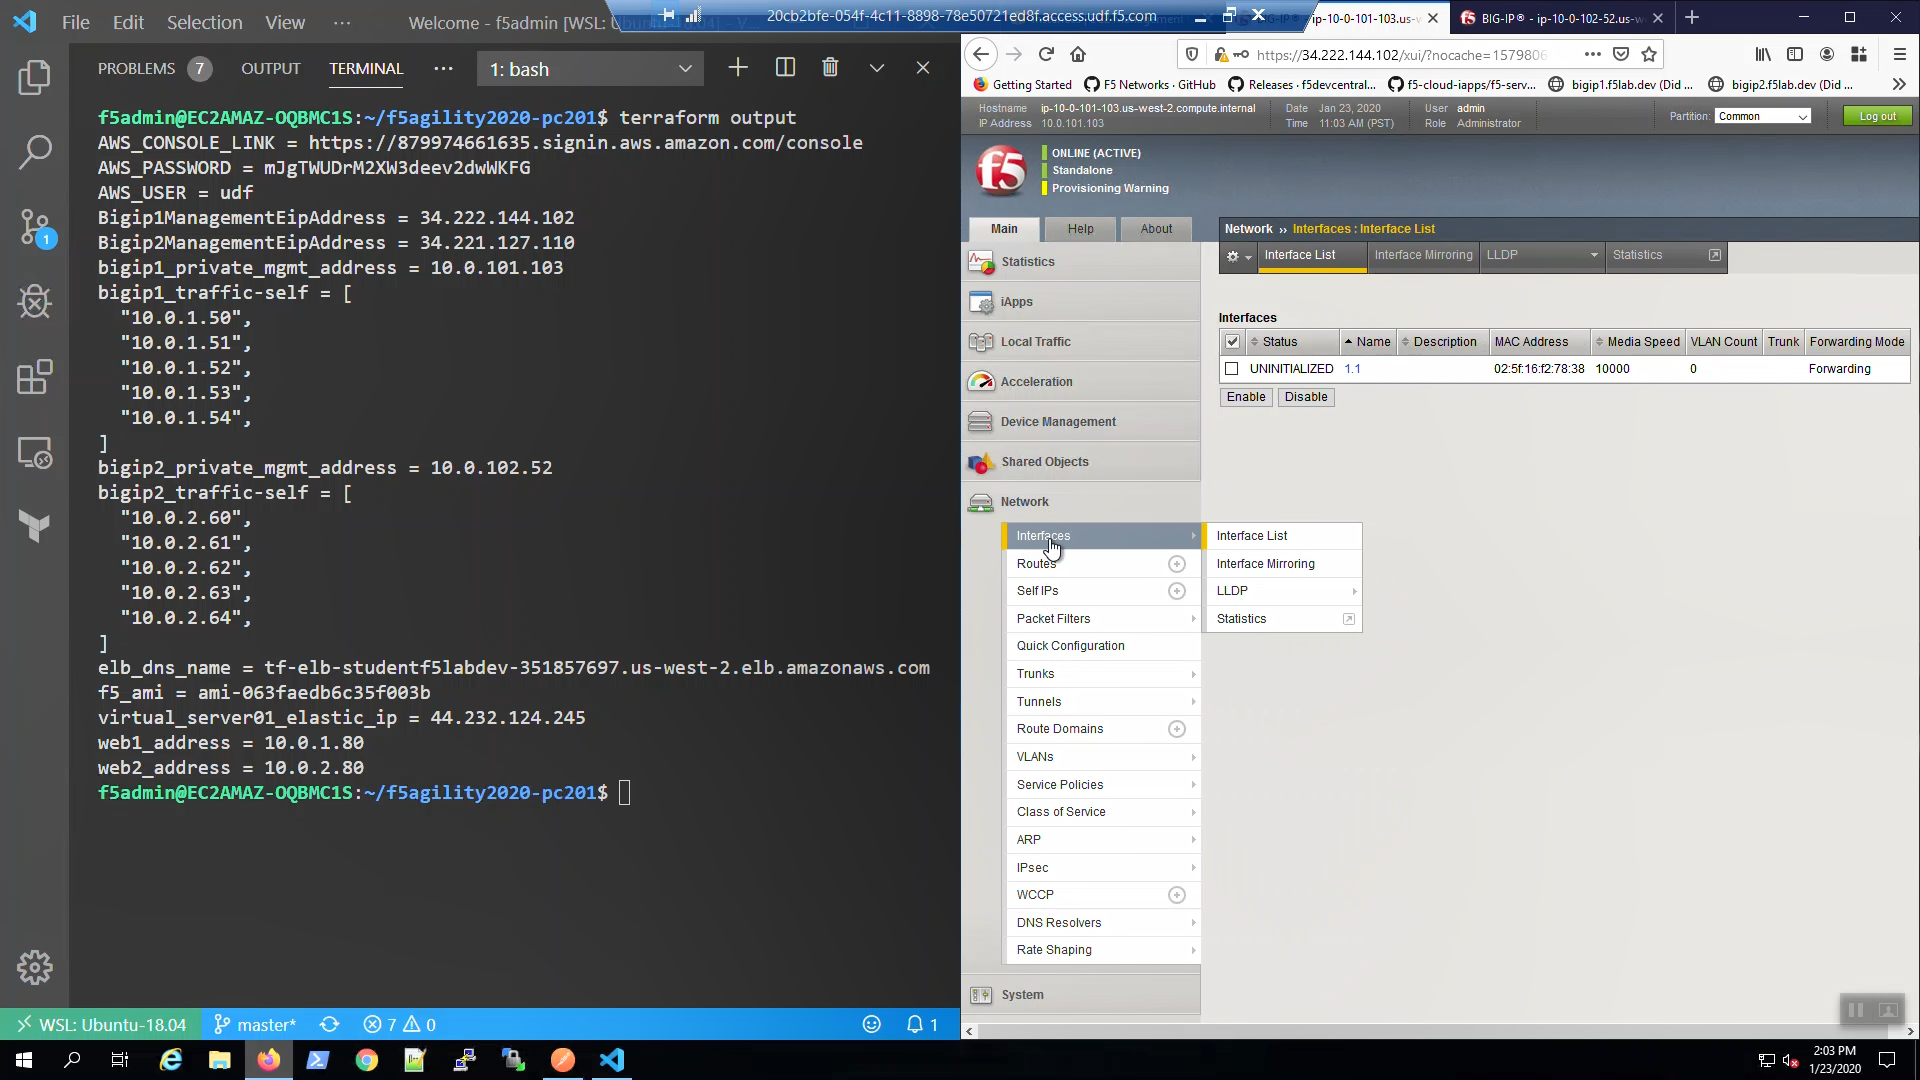 File Edit Selection View ··· Welcome - f5admin [WSL: Ubuntu-
20cb2bfe-054f-4c11-8898-78e50721ed8f.access.udf.f5.com
ip-10-0-101-103.us-w
BIG-IP® - ip-10-0-102-52.us-w
PROBLEMS 7 OUTPUT TERMINAL ··· 1: bash
f5admin@EC2AMAZ-OQBMC1S:~/f5agility2020-pc201$ terraform output
AWS_CONSOLE_LINK = https://879974661635.signin.aws.amazon.com/console
AWS_PASSWORD = mJgTWUDrM2XW3deev2dwWKFG
AWS_USER = udf
Bigip1ManagementEipAddress = 34.222.144.102
Bigip2ManagementEipAddress = 34.221.127.110
bigip1_private_mgmt_address = 10.0.101.103
bigip1_traffic-self = [
"10.0.1.50",
"10.0.1.51",
"10.0.1.52",
"10.0.1.53",
"10.0.1.54",
]
bigip2_private_mgmt_address = 10.0.102.52
bigip2_traffic-self = [
"10.0.2.60",
"10.0.2.61",
"10.0.2.62",
"10.0.2.63",
"10.0.2.64",
]
elb_dns_name = tf-elb-studentf5labdev-351857697.us-west-2.elb.amazonaws.com
f5_ami = ami-063faedb6c35f003b
virtual_server01_elastic_ip = 44.232.124.245
web1_address = 10.0.1.80
web2_address = 10.0.2.80
f5admin@EC2AMAZ-OQBMC1S:~/f5agility2020-pc201$
1
WSL: Ubuntu-18.04 master* 7 0 1
https://34.222.144.102/xui/?nocache=1579806
Getting Started F5 Networks · GitHub Releases · f5devcentral... f5-cloud-iapps/f5-serv... bigip1.f5lab.dev (Did ... bigip2.f5lab.dev (Did ...
Hostname ip-10-0-101-103.us-west-2.compute.internal Date Jan 23, 2020 User admin
IP Address 10.0.101.103 Time 11:03 AM (PST) Role Administrator
Partition: Common Log out
f5
ONLINE (ACTIVE)
Standalone
Provisioning Warning
Main Help About
Network ›› Interfaces : Interface List
Interface List Interface Mirroring LLDP Statistics
Statistics
iApps
Local Traffic
Acceleration
Device Management
Shared Objects
Network
Interfaces
Routes
Self IPs
Packet Filters
Quick Configuration
Trunks
Tunnels
Route Domains
VLANs
Service Policies
Class of Service
ARP
IPsec
WCCP
DNS Resolvers
Rate Shaping
System
Interface List
Interface Mirroring
LLDP
Statistics
Interfaces
Status Name Description MAC Address Media Speed VLAN Count Trunk Forwarding Mode
UNINITIALIZED 1.1 02:5f:16:f2:78:38 10000 0 Forwarding
Enable Disable
2:03 PM
1/23/2020